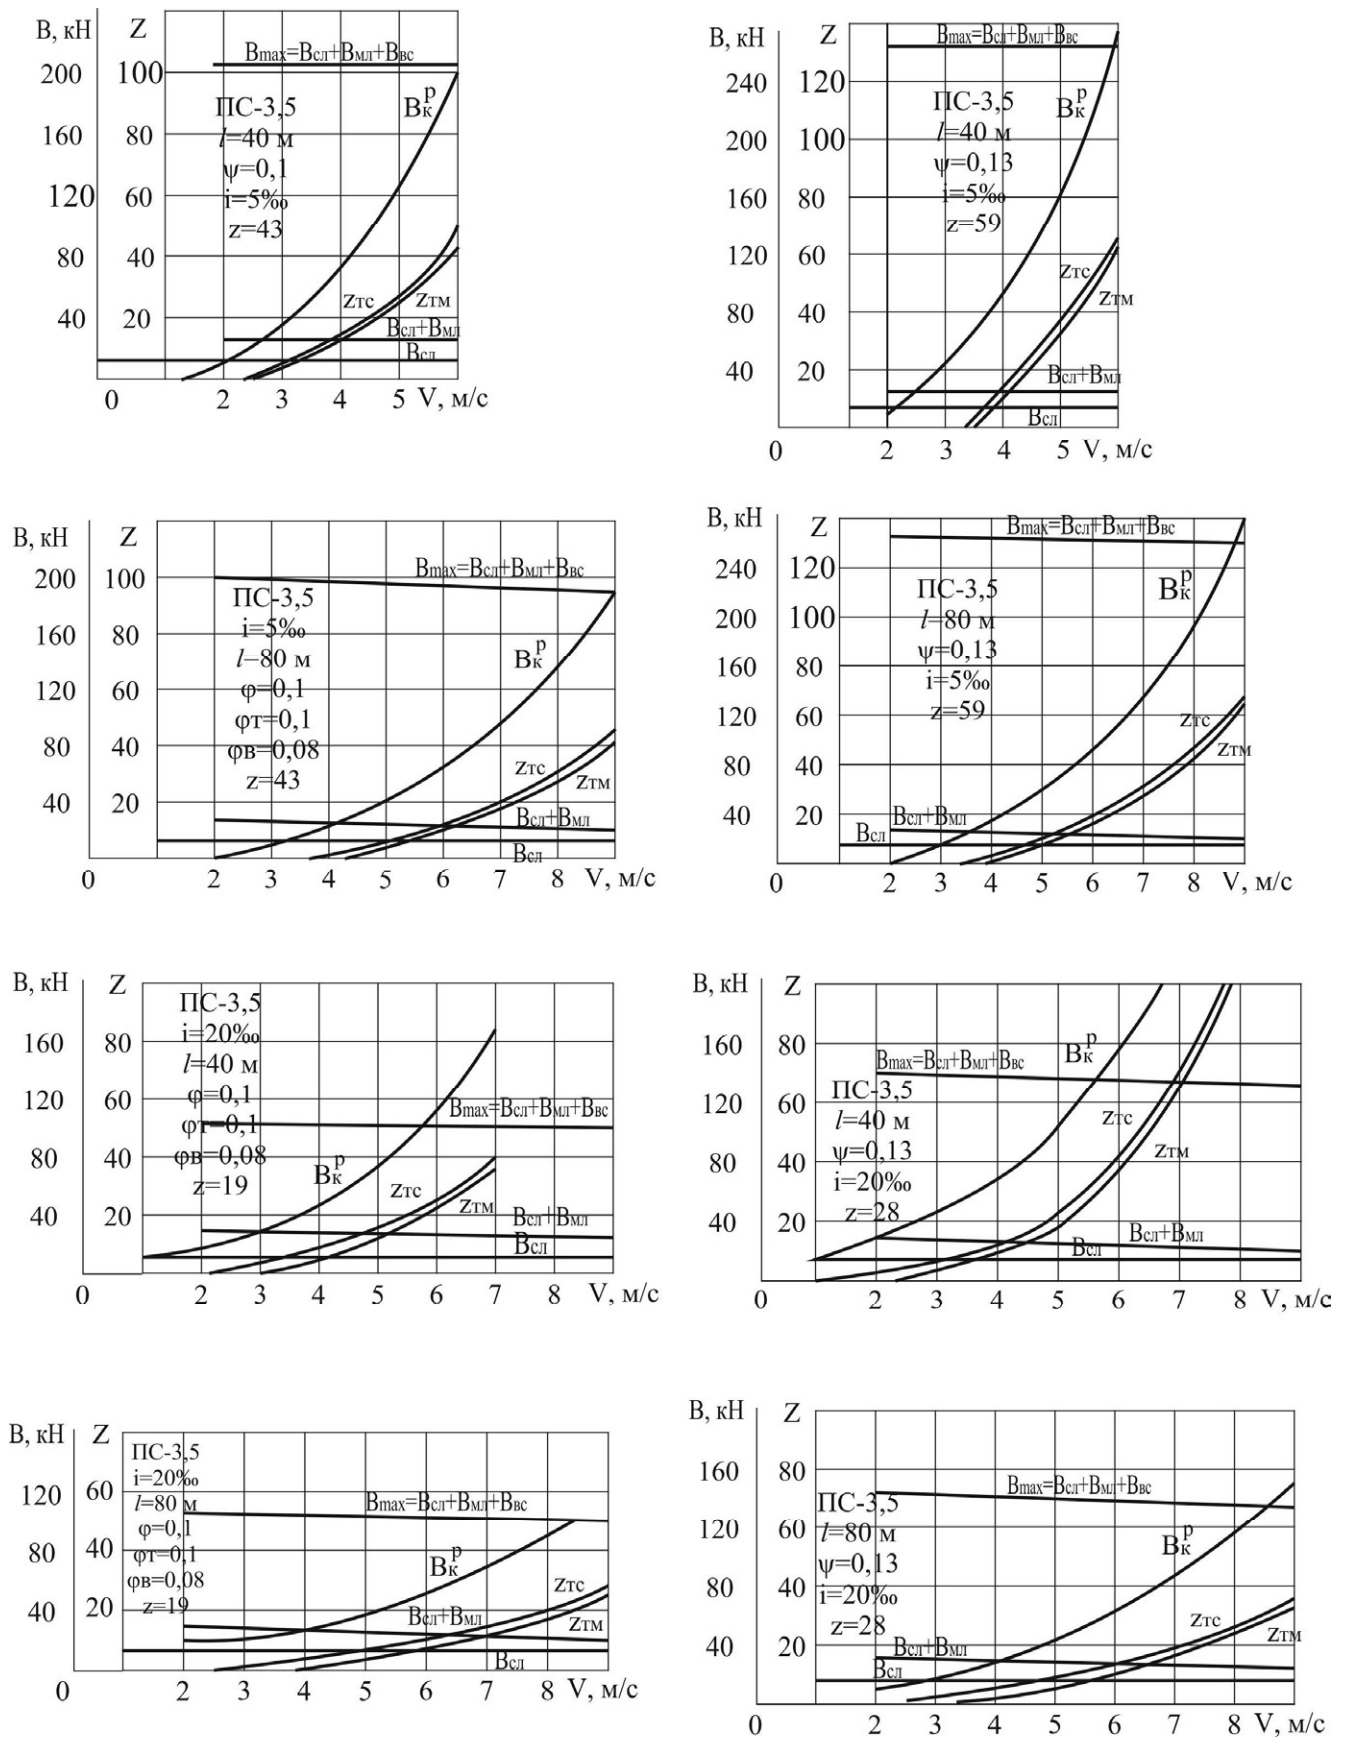 В, кН Z
Bmax=Bсл+Bмл+Bвс
200 100
ПС-3,5
Bкр
l=40 м
160 80
ψ=0,1
120 60
i=5‰
z=43
80 40
zтс zтм
40 20
Bсл+Bмл
Bсл
0 2 3 4 5 V, м/с
В, кН Z
Bmax=Bсл+Bмл+Bвс
240 120
ПС-3,5
Bкр
l=40 м
200 100
ψ=0,13
160 80
i=5‰
z=59
120 60
zтс
zтм
80 40
40 20
Bсл+Bмл
Bсл
0 2 3 4 5 V, м/с
В, кН Z
Bmax=Bсл+Bмл+Bвс
200 100
ПС-3,5
i=5‰
160 80
l=80 м
Bкр
120 60
φ=0,1
φт=0,1
80 40
φв=0,08
z=43
zтс
zтм
40 20
Bсл+Bмл
Bсл
0 2 3 4 5 6 7 8 V, м/с
В, кН Z
Bmax=Bсл+Bмл+Bвс
240 120
ПС-3,5
Bкр
200 100
l=80 м
ψ=0,13
160 80
i=5‰
z=59
120 60
zтс
zтм
80 40
40 20
Bсл+Bмл
Bсл
0 2 3 4 5 6 7 8 V, м/с
В, кН Z
ПС-3,5
i=20‰
160 80
l=40 м
φ=0,1
120 60
Bmax=Bсл+Bмл+Bвс
φт=0,1
80 40
φв=0,08
Bкр
z=19
zтс
zтм
40 20
Bсл+Bмл
Bсл
0 2 3 4 5 6 7 8 V, м/с
В, кН Z
160 80
Bкр
Bmax=Bсл+Bмл+Bвс
ПС-3,5
120 60
l=40 м
zтс
ψ=0,13
zтм
80 40
i=20‰
z=28
40 20
Bсл+Bмл
Bсл
0 2 3 4 5 6 7 8 V, м/с
В, кН Z
ПС-3,5
i=20‰
120 60
l=80 м
Bmax=Bсл+Bмл+Bвс
φ=0,1
80 40
φт=0,1
Bкр
φв=0,08
zтс
z=19
40 20
Bсл+Bмл
zтм
Bсл
0 2 3 4 5 6 7 8 V, м/с
В, кН Z
160 80
Bmax=Bсл+Bмл+Bвс
ПС-3,5
120 60
l=80 м
Bкр
ψ=0,13
80 40
i=20‰
z=28
zтс
zтм
40 20
Bсл+Bмл
Bсл
0 2 3 4 5 6 7 8 V, м/с